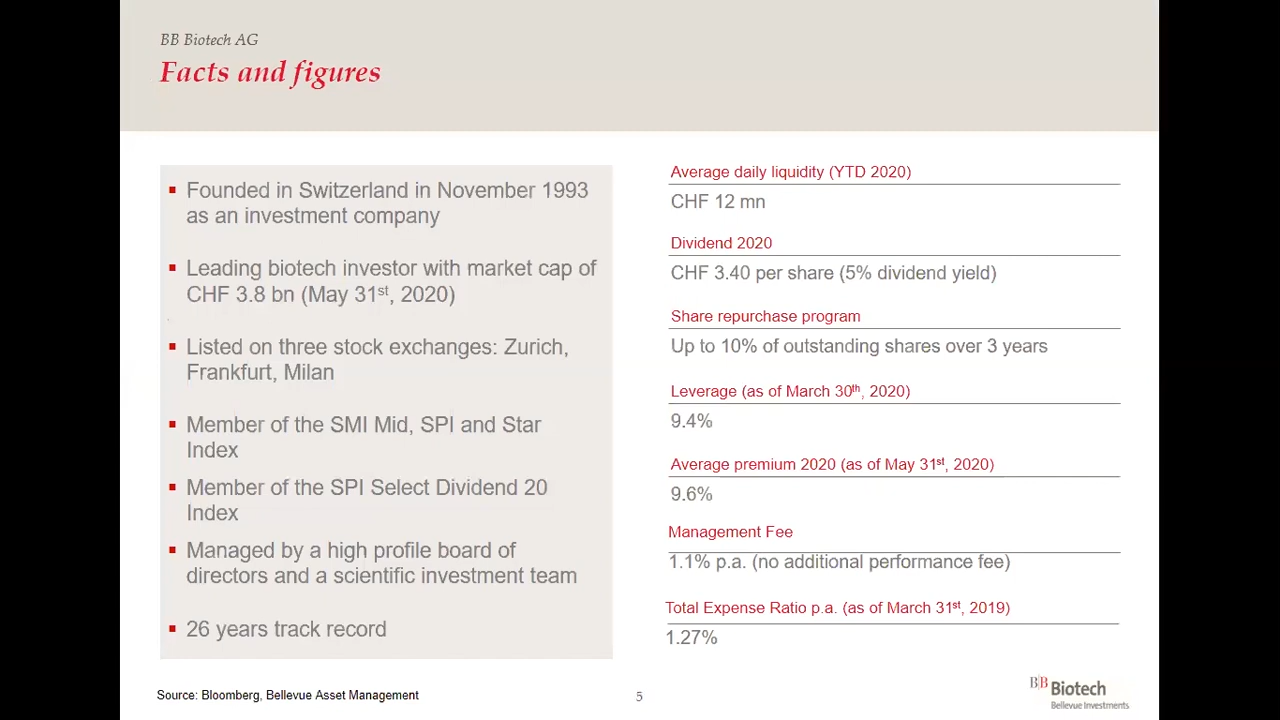 BB Biotech AG
Facts and figures
▪ Founded in Switzerland in November 1993
as an investment company
▪ Leading biotech investor with market cap of
CHF 3.8 bn (May 31st, 2020)
▪ Listed on three stock exchanges: Zurich,
Frankfurt, Milan
▪ Member of the SMI Mid, SPI and Star
Index
▪ Member of the SPI Select Dividend 20
Index
▪ Managed by a high profile board of
directors and a scientific investment team
▪ 26 years track record
Average daily liquidity (YTD 2020)
CHF 12 mn
Dividend 2020
CHF 3.40 per share (5% dividend yield)
Share repurchase program
Up to 10% of outstanding shares over 3 years
Leverage (as of March 30th, 2020)
9.4%
Average premium 2020 (as of May 31st, 2020)
9.6%
Management Fee
1.1% p.a. (no additional performance fee)
Total Expense Ratio p.a. (as of March 31st, 2019)
1.27%
Source: Bloomberg, Bellevue Asset Management
5
BB Biotech
Bellevue Investments